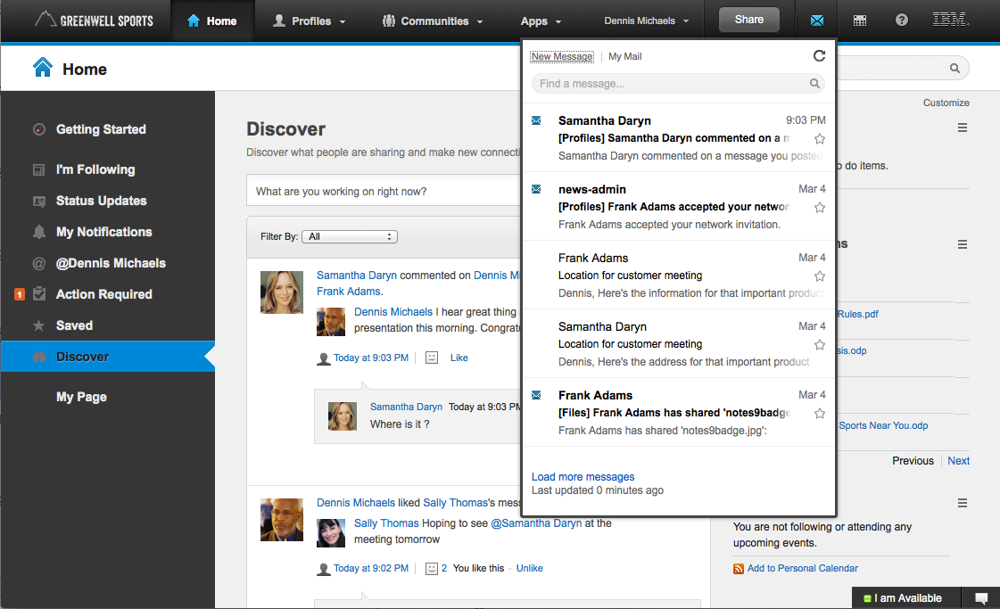 GREENWELL SPORTS
Home
Profiles
Communities
Apps
Dennis Michaels
Share
?
IBM.
Home
New Message | My Mail
Find a message...
Getting Started
I'm Following
Status Updates
My Notifications
@
@Dennis Michaels
1
Action Required
Saved
Discover
My Page
Discover
Discover what people are sharing and make new connecti
What are you working on right now?
Filter By: All
Samantha Daryn commented on Dennis Mi
Frank Adams.
Dennis Michaels I hear great thing
presentation this morning. Congrat
Today at 9:03 PM | Like
Samantha Daryn Today at 9:03 PM
Where is it ?
Dennis Michaels liked Sally Thomas's mes
Sally Thomas Hoping to see @Samantha Daryn at the
meeting tomorrow
Today at 9:02 PM | 2 You like this - Unlike
Samantha Daryn 9:03 PM
[Profiles] Samantha Daryn commented on a m
Samantha Daryn commented on a message you posted
news-admin Mar 4
[Profiles] Frank Adams accepted your networ
Frank Adams accepted your network invitation.
Frank Adams Mar 4
Location for customer meeting
Dennis, Here's the information for that important produc
Samantha Daryn Mar 4
Location for customer meeting
Dennis, Here's the address for that important product
Frank Adams Mar 4
[Files] Frank Adams has shared 'notes9badge
Frank Adams has shared 'notes9badge.jpg':
Load more messages
Last updated 0 minutes ago
Customize
o do items.
ns
Rules.pdf
sis.odp
Sports Near You.odp
Previous | Next
You are not following or attending any
upcoming events.
Add to Personal Calendar
I am Available